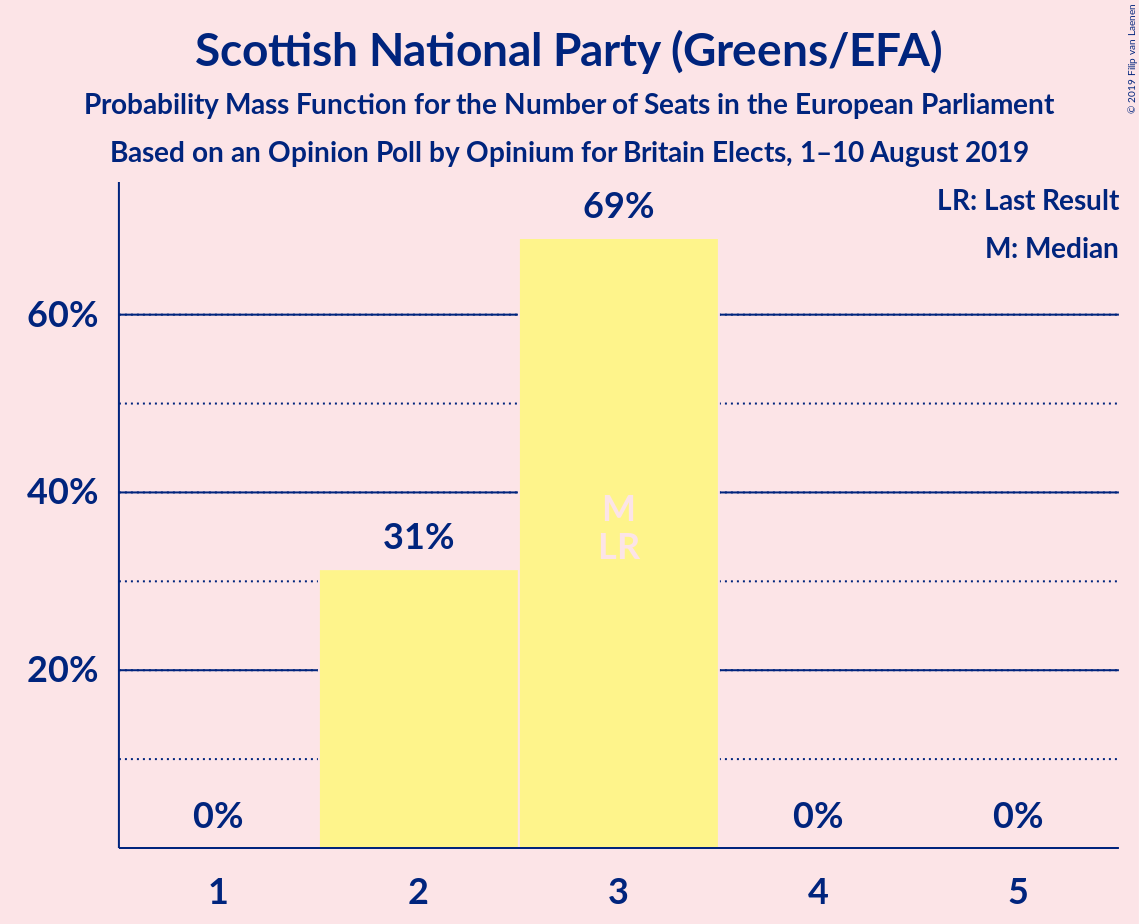 Scottish National Party (Greens/EFA)
Probability Mass Function for the Number of Seats in the European Parliament
Based on an Opinion Poll by Opinium for Britain Elects, 1–10 August 2019
© 2019 Filip van Laenen
LR: Last Result
M: Median
69%
60%
40%
M
31%
LR
20%
0%
0%
0%
1
2
3
4
5